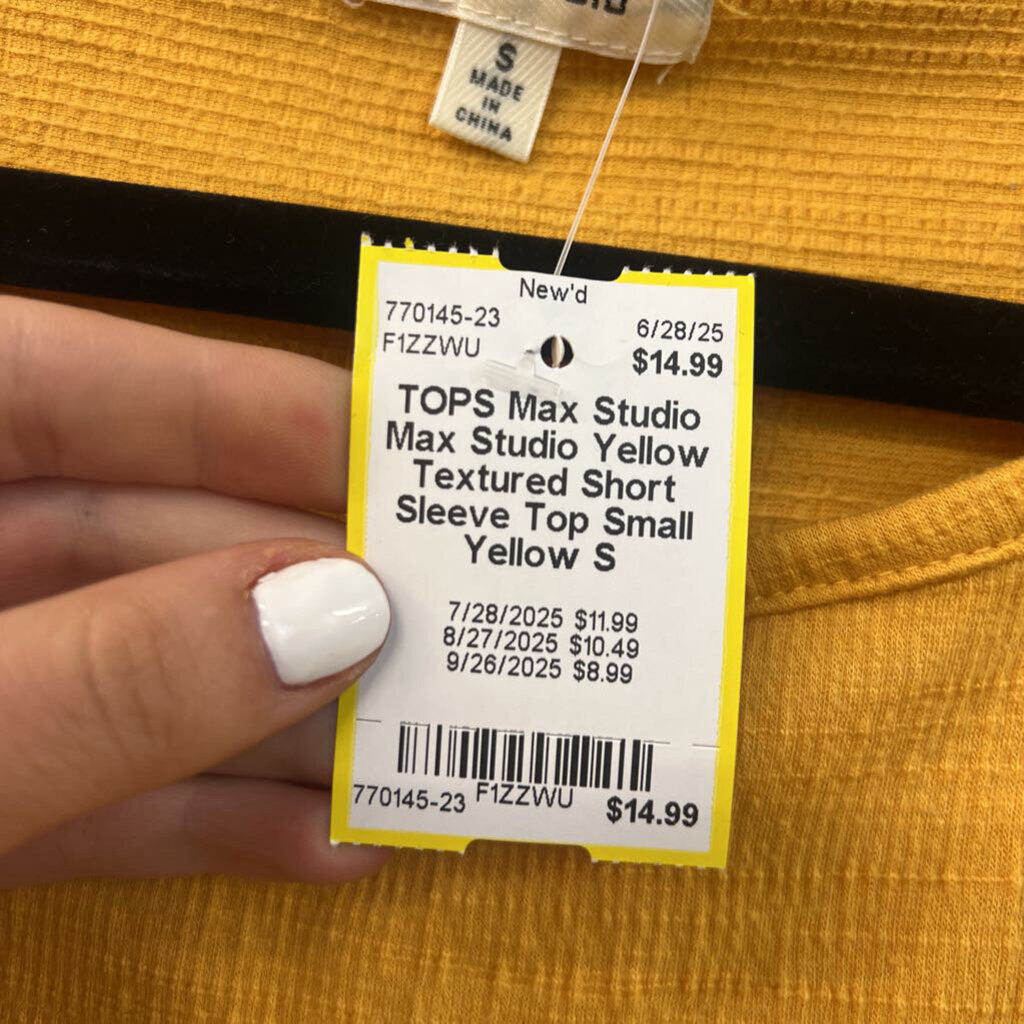 S
MADE
IN
CHINA
New'd
770145-23 6/28/25
F1ZZWU $14.99
TOPS Max Studio
Max Studio Yellow
Textured Short
Sleeve Top Small
Yellow S
7/28/2025 $11.99
8/27/2025 $10.49
9/26/2025 $8.99
770145-23 F1ZZWU $14.99